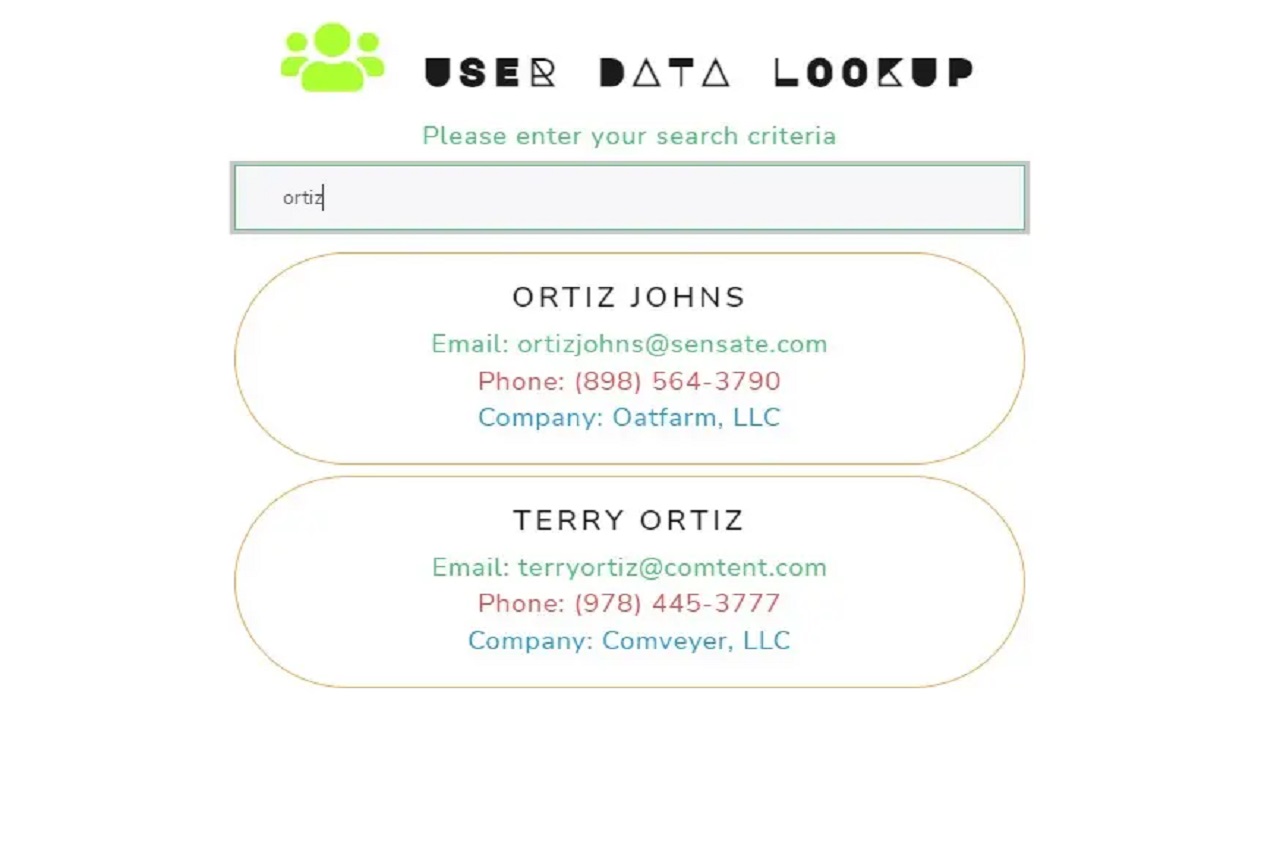 USER DATA LOOKUP
Please enter your search criteria
ortiz
ORTIZ JOHNS
Email: ortizjohns@sensate.com
Phone: (898) 564-3790
Company: Oatfarm, LLC
TERRY ORTIZ
Email: terryortiz@comtent.com
Phone: (978) 445-3777
Company: Comveyer, LLC